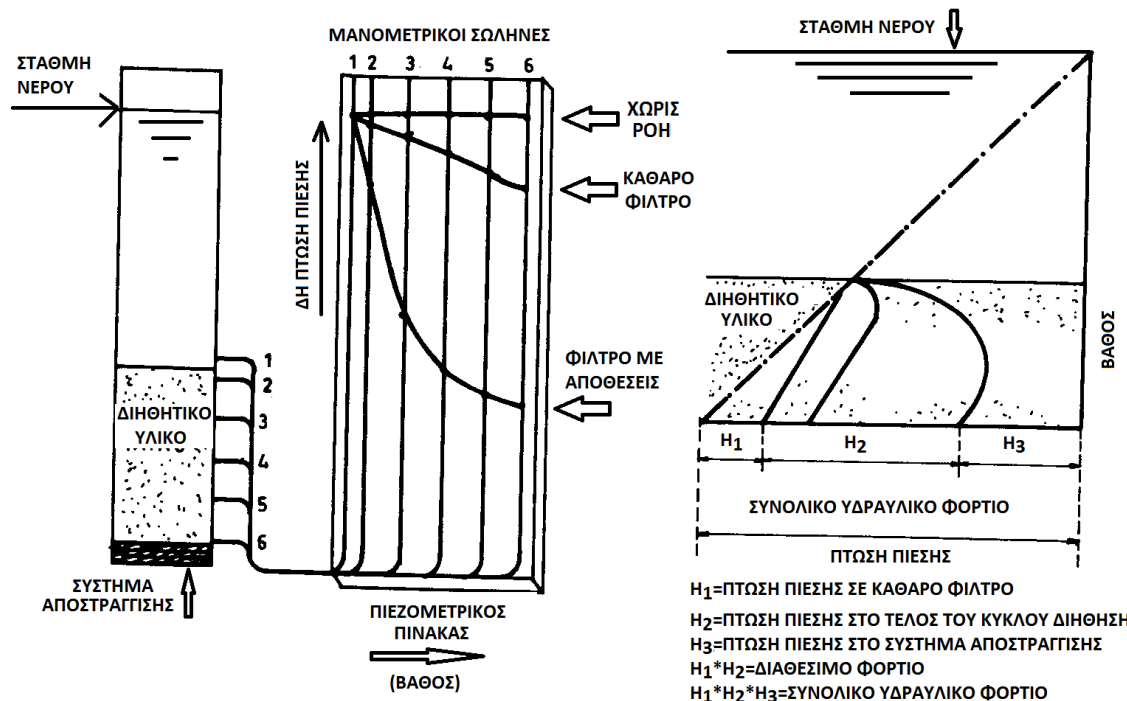 ΣΤΑΘΜΗ
ΝΕΡΟΥ
ΔΙΗΘΗΤΙΚΟ
ΥΛΙΚΟ
1
2
3
4
5
6
ΣΥΣΤΗΜΑ
ΑΠΟΣΤΡΑΓΓΙΣΗΣ
ΜΑΝΟΜΕΤΡΙΚΟΙ ΣΩΛΗΝΕΣ
1 2 3 4 5 6
ΔΗ ΠΤΩΣΗ ΠΙΕΣΗΣ
ΧΩΡΙΣ
ΡΟΗ
ΚΑΘΑΡΟ
ΦΙΛΤΡΟ
ΦΙΛΤΡΟ ΜΕ
ΑΠΟΘΕΣΕΙΣ
ΠΙΕΖΟΜΕΤΡΙΚΟΣ
ΠΙΝΑΚΑΣ
(ΒΑΘΟΣ)
ΣΤΑΘΜΗ ΝΕΡΟΥ
ΔΙΗΘΗΤΙΚΟ
ΥΛΙΚΟ
ΒΑΘΟΣ
H1 H2 H3
ΣΥΝΟΛΙΚΟ ΥΔΡΑΥΛΙΚΟ ΦΟΡΤΙΟ
ΠΤΩΣΗ ΠΙΕΣΗΣ
H1=ΠΤΩΣΗ ΠΙΕΣΗΣ ΣΕ ΚΑΘΑΡΟ ΦΙΛΤΡΟ
H2=ΠΤΩΣΗ ΠΙΕΣΗΣ ΣΤΟ ΤΕΛΟΣ ΤΟΥ ΚΥΚΛΟΥ ΔΙΗΘΗΣΗ
H3=ΠΤΩΣΗ ΠΙΕΣΗΣ ΣΤΟ ΣΥΣΤΗΜΑ ΑΠΟΣΤΡΑΓΓΙΣΗΣ
H1*H2=ΔΙΑΘΕΣΙΜΟ ΦΟΡΤΙΟ
H1*H2*H3=ΣΥΝΟΛΙΚΟ ΥΔΡΑΥΛΙΚΟ ΦΟΡΤΙΟ